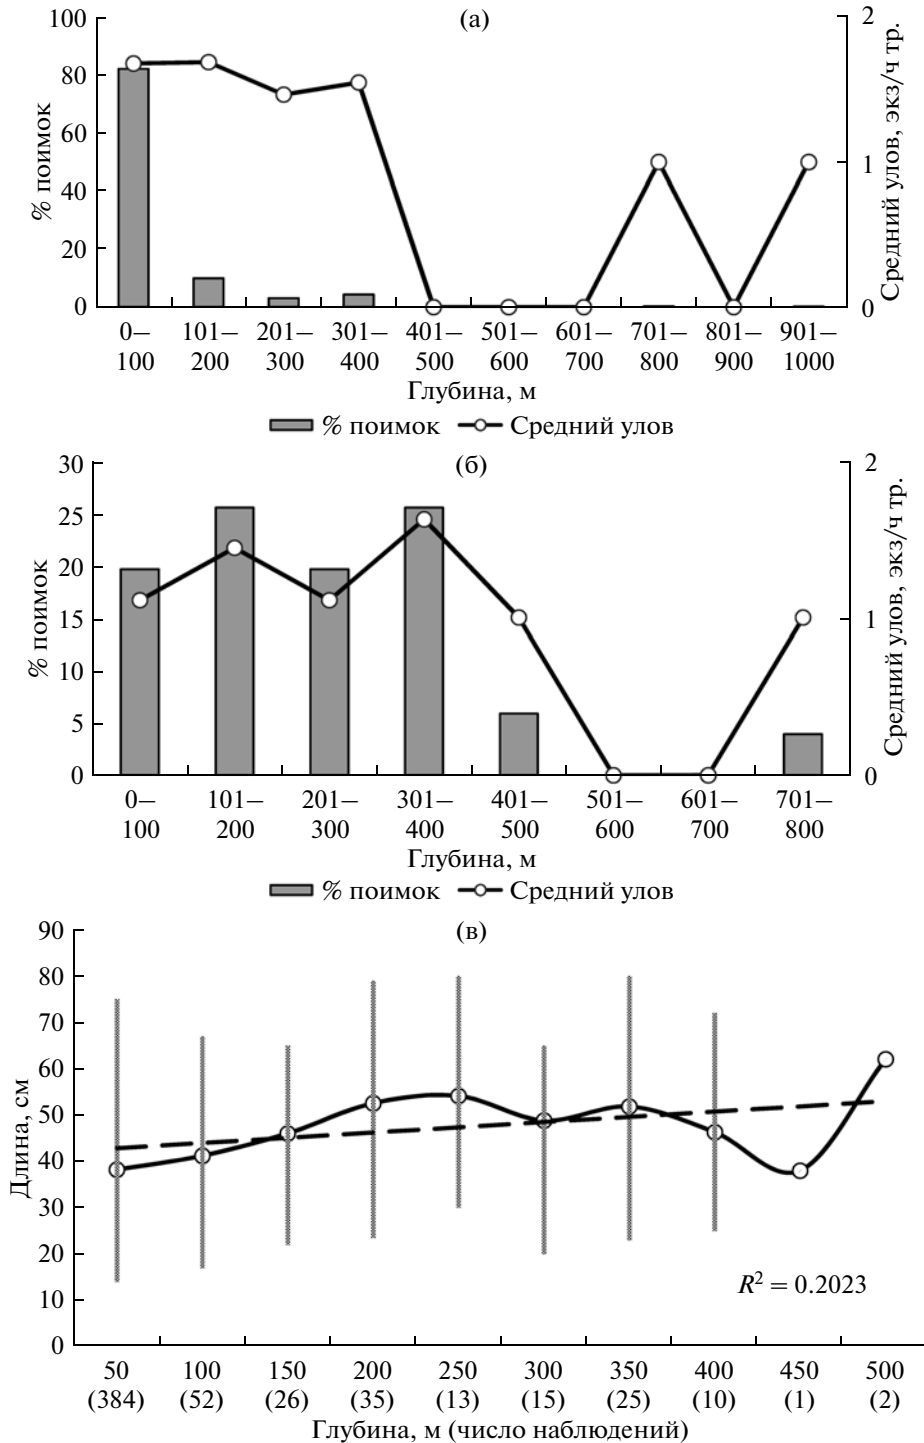 (а)
100
80
60
40
20
0
% поимок
2
1
0
Средний улов, экз/ч тр.
0– 101– 201– 301– 401– 501– 601– 701– 801– 901–
100 200 300 400 500 600 700 800 900 1000
Глубина, м
% поимок Средний улов
(б)
30
25
20
15
10
5
0
% поимок
2
1
0
Средний улов, экз/ч тр.
0– 101– 201– 301– 401– 501– 601– 701–
100 200 300 400 500 600 700 800
Глубина, м
% поимок Средний улов
(в)
90
80
70
60
50
40
30
20
10
0
Длина, см
R² = 0.2023
50 100 150 200 250 300 350 400 450 500
(384) (52) (26) (35) (13) (15) (25) (10) (1) (2)
Глубина, м (число наблюдений)